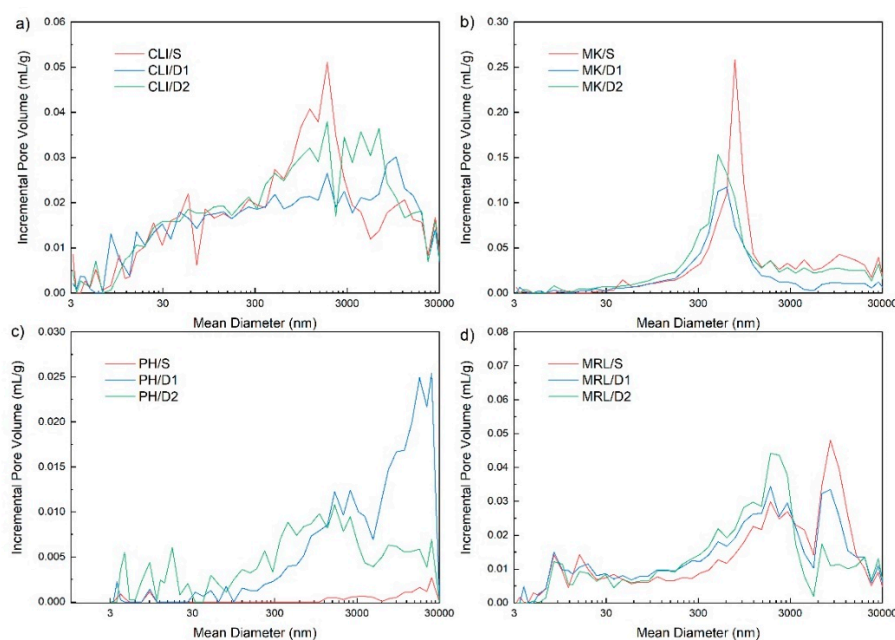 a)
CLI/S
CLI/D1
CLI/D2
Incremental Pore Volume (mL/g)
0.06
0.05
0.04
0.03
0.02
0.01
0.00
3
30
300
3000
30000
Mean Diameter (nm)
b)
MK/S
MK/D1
MK/D2
Incremental Pore Volume (mL/g)
0.30
0.25
0.20
0.15
0.10
0.05
0.00
3
30
300
3000
30000
Mean Diameter (nm)
c)
PH/S
PH/D1
PH/D2
Incremental Pore Volume (mL/g)
0.030
0.025
0.020
0.015
0.010
0.005
0.000
3
30
300
3000
30000
Mean Diameter (nm)
d)
MRL/S
MRL/D1
MRL/D2
Incremental Pore Volume (mL/g)
0.08
0.07
0.06
0.05
0.04
0.03
0.02
0.01
0.00
3
30
300
3000
30000
Mean Diameter (nm)